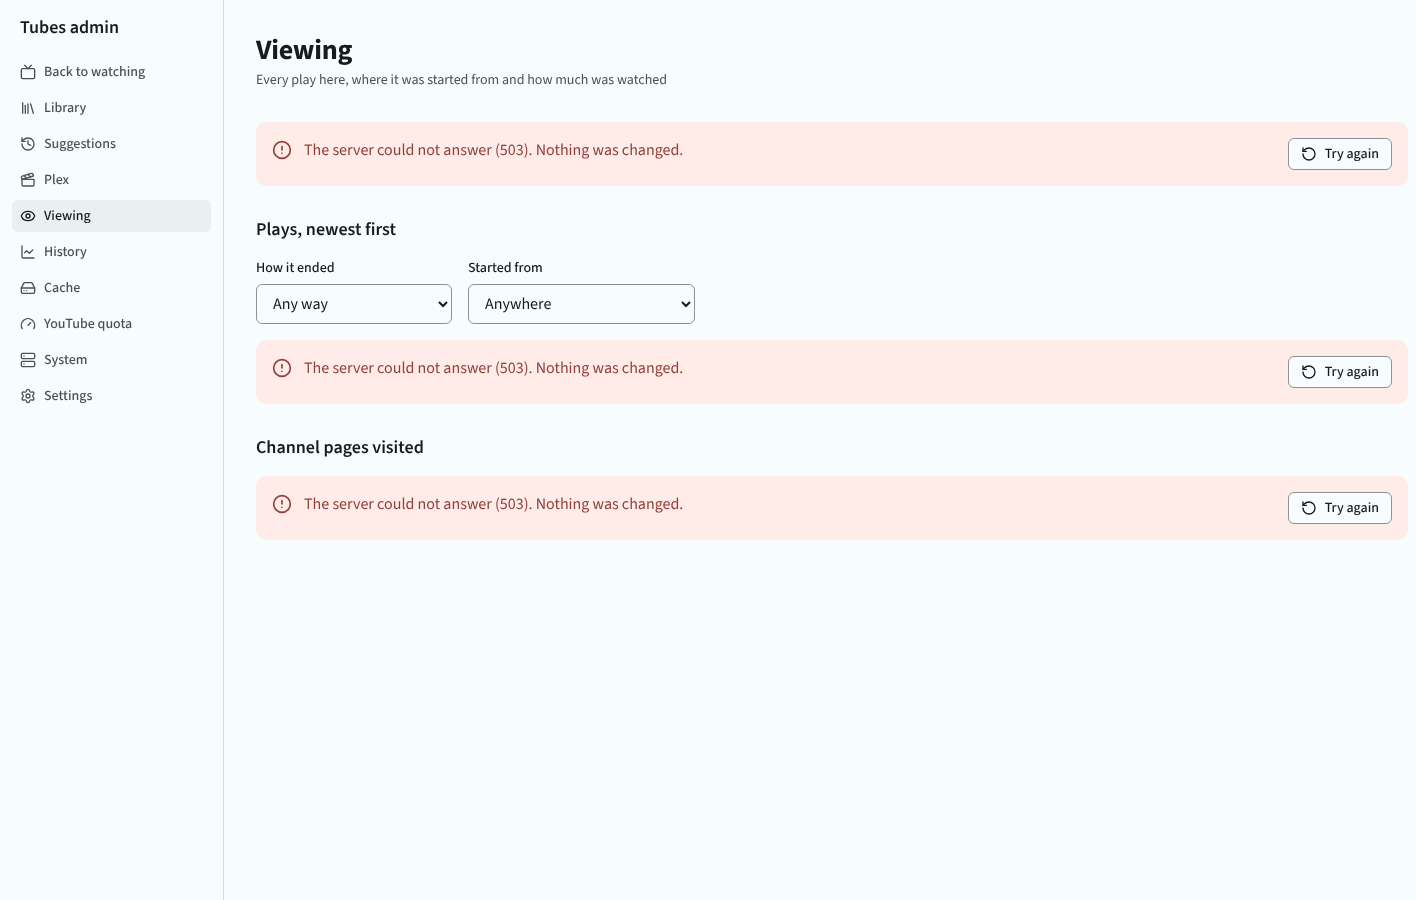 Tubes admin
Back to watching
Library
Suggestions
Plex
Viewing
History
Cache
YouTube quota
System
Settings
Viewing
Every play here, where it was started from and how much was watched
The server could not answer (503). Nothing was changed.
Try again
Plays, newest first
How it ended
Started from
Any way
Anywhere
The server could not answer (503). Nothing was changed.
Try again
Channel pages visited
The server could not answer (503). Nothing was changed.
Try again